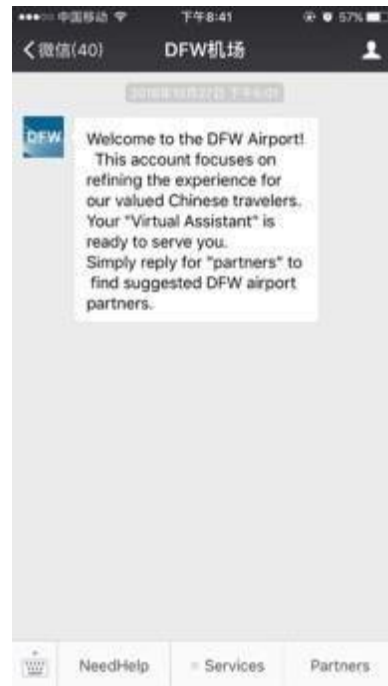 中国移动 下午8:41 57%
微信(40) DFW机场
DFW
Welcome to the DFW Airport!
This account focuses on
refining the experience for
our valued Chinese travelers.
Your "Virtual Assistant" is
ready to serve you.
Simply reply for "partners" to
find suggested DFW airport
partners.
NeedHelp Services Partners